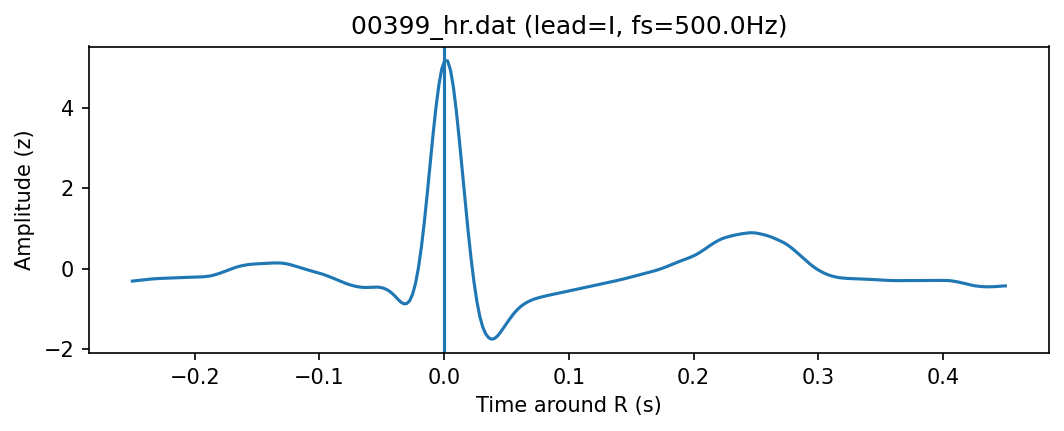 00399_hr.dat (lead=I, fs=500.0Hz)
Amplitude (z)
4
2
0
−2
−0.2 −0.1 0.0 0.1 0.2 0.3 0.4
Time around R (s)